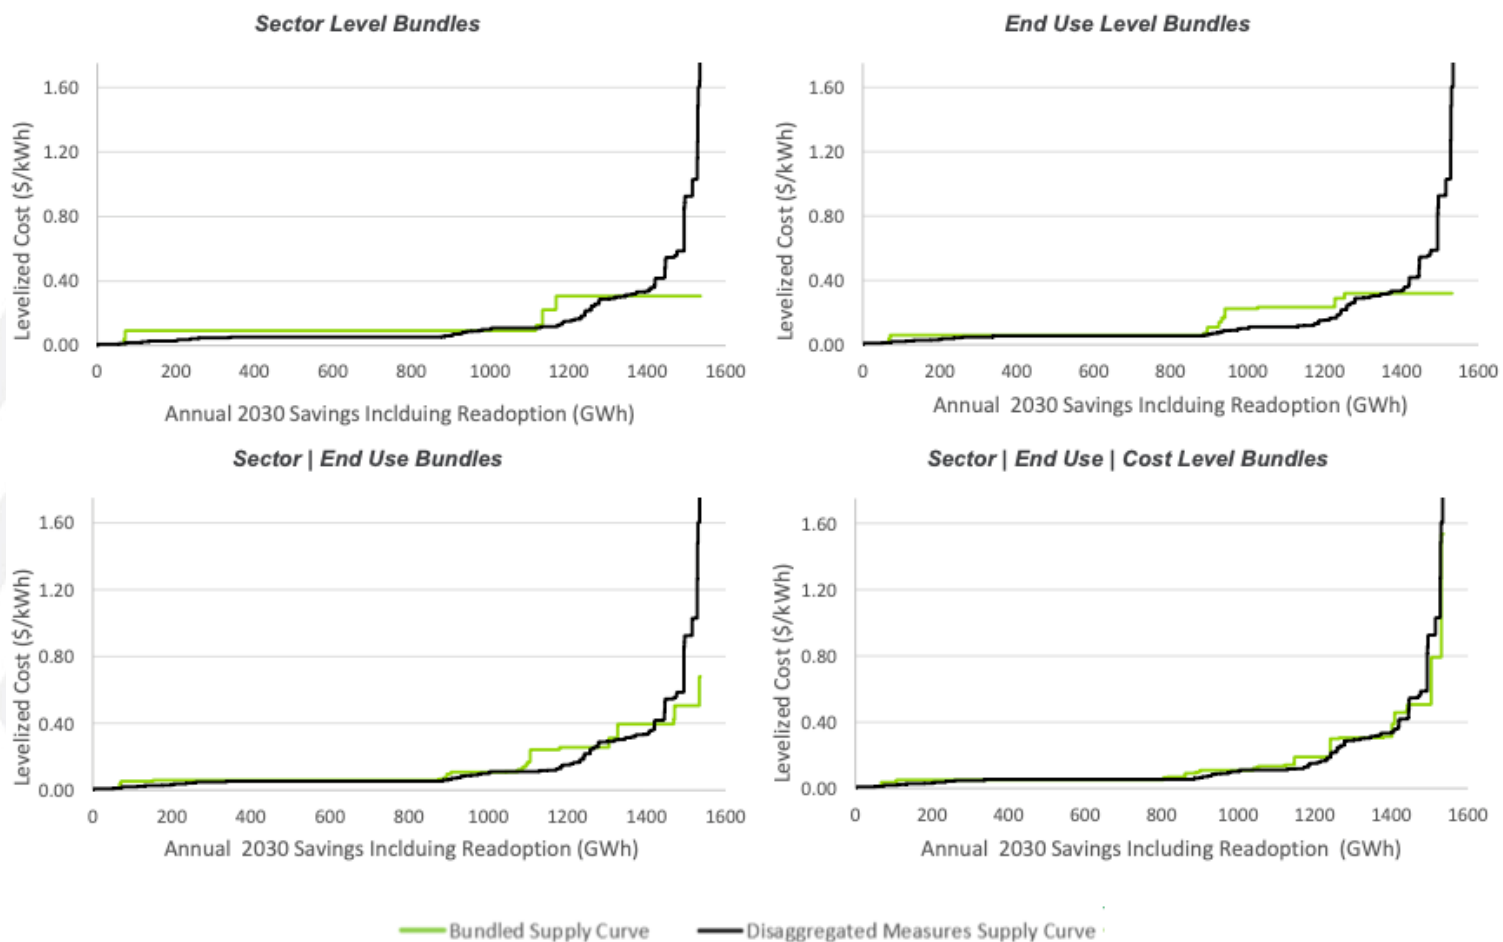 Sector Level Bundles
End Use Level Bundles
Levelized Cost ($/kWh)
1.60
1.20
0.80
0.40
0.00
0 200 400 600 800 1000 1200 1400 1600
Annual 2030 Savings Inclduing Readoption (GWh)
Levelized Cost ($/kWh)
1.60
1.20
0.80
0.40
0.00
0 200 400 600 800 1000 1200 1400 1600
Annual 2030 Savings Inclduing Readoption (GWh)
Sector | End Use Bundles
Sector | End Use | Cost Level Bundles
Levelized Cost ($/kWh)
1.60
1.20
0.80
0.40
0.00
0 200 400 600 800 1000 1200 1400 1600
Annual 2030 Savings Inclduing Readoption (GWh)
Levelized Cost ($/kWh)
1.60
1.20
0.80
0.40
0.00
0 200 400 600 800 1000 1200 1400 1600
Annual 2030 Savings Including Readoption (GWh)
Bundled Supply Curve
Disaggregated Measures Supply Curve